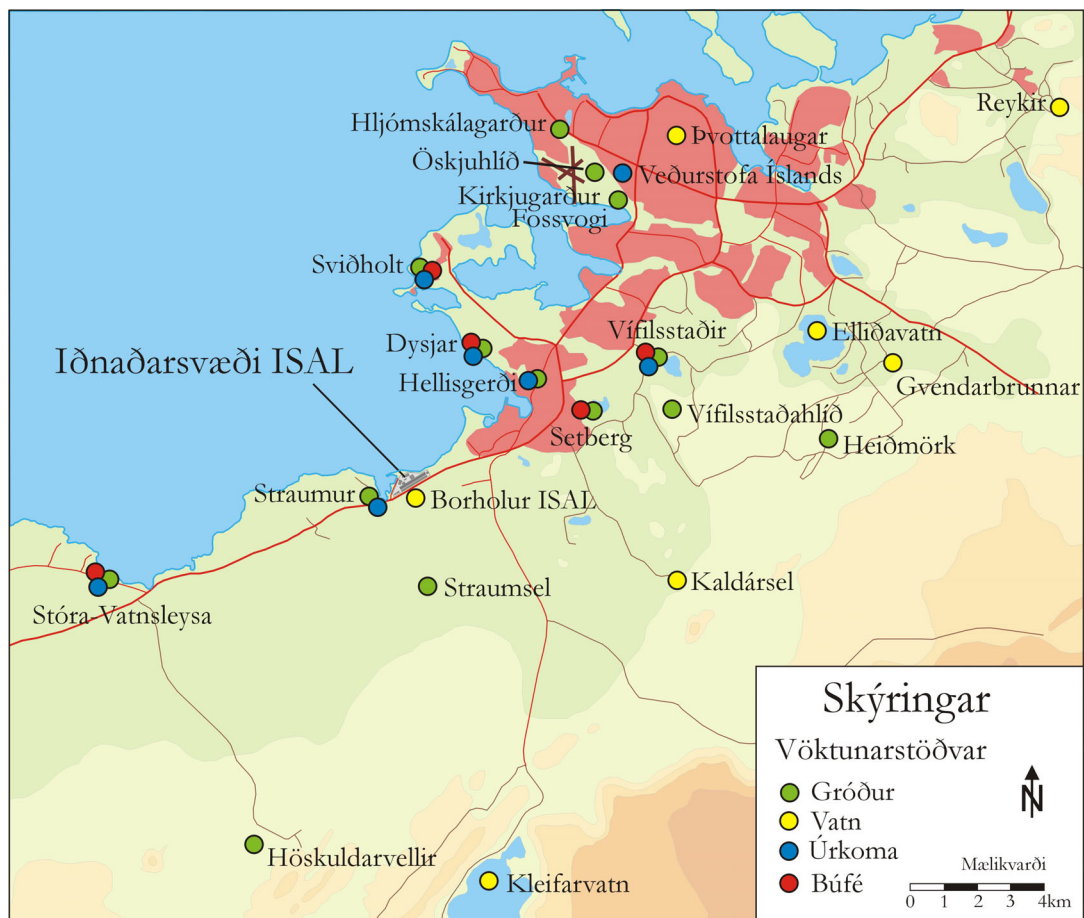 Reykir
Hljómskálagarður
Þvottalaugar
Öskjuhlíð
Veðurstofa Íslands
Kirkjugarður
Fossvogi
Sviðholt
Vífilsstaðir
Elliðavatn
Dysjar
Iðnaðarsvæði ISAL
Hellisgerði
Gvendarbrunnar
Vífilsstaðahlíð
Setberg
Heiðmörk
Straumur
Borholur ISAL
Kaldársel
Straumsel
Stóra-Vatnsleysa
Höskuldarvellir
Kleifarvatn
Skýringar
Vöktunarstöðvar
Gróður
Vatn
Úrkoma
Búfé
N
Mælikvarði
0 1 2 3 4km